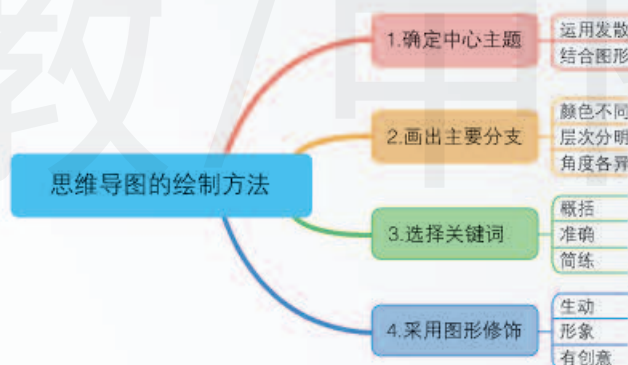 思维导图的绘制方法
1.确定中心主题
运用发散
结合图形
2.画出主要分支
颜色不同
层次分明
角度各异
3.选择关键词
概括
准确
简练
4.采用图形修饰
生动
形象
有创意